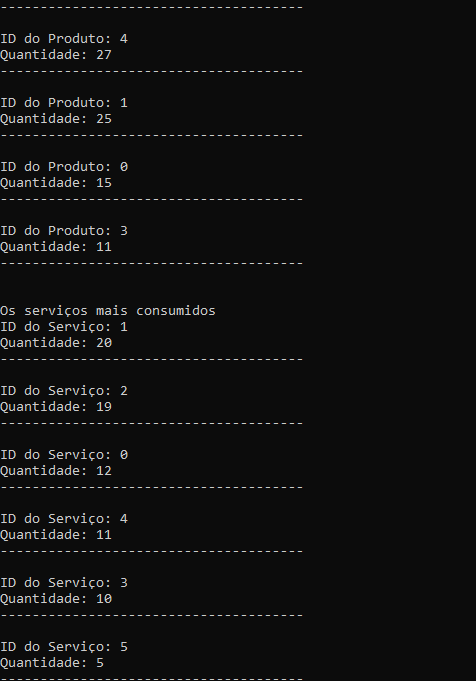 --------------------------------------
ID do Produto: 4
Quantidade: 27
--------------------------------------
ID do Produto: 1
Quantidade: 25
--------------------------------------
ID do Produto: 0
Quantidade: 15
--------------------------------------
ID do Produto: 3
Quantidade: 11
--------------------------------------
Os serviços mais consumidos
ID do Serviço: 1
Quantidade: 20
--------------------------------------
ID do Serviço: 2
Quantidade: 19
--------------------------------------
ID do Serviço: 0
Quantidade: 12
--------------------------------------
ID do Serviço: 4
Quantidade: 11
--------------------------------------
ID do Serviço: 3
Quantidade: 10
--------------------------------------
ID do Serviço: 5
Quantidade: 5
--------------------------------------